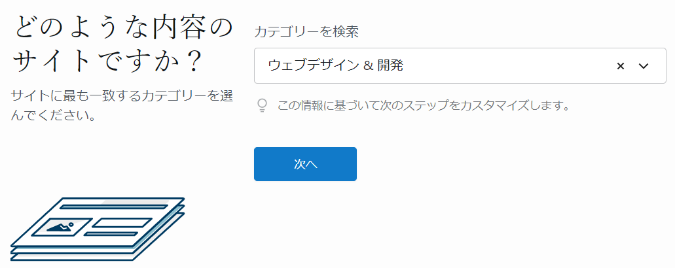 どのような内容の
サイトですか？
サイトに最も一致するカテゴリーを選
んでください。
カテゴリーを検索
ウェブデザイン & 開発
この情報に基づいて次のステップをカスタマイズします。
次へ